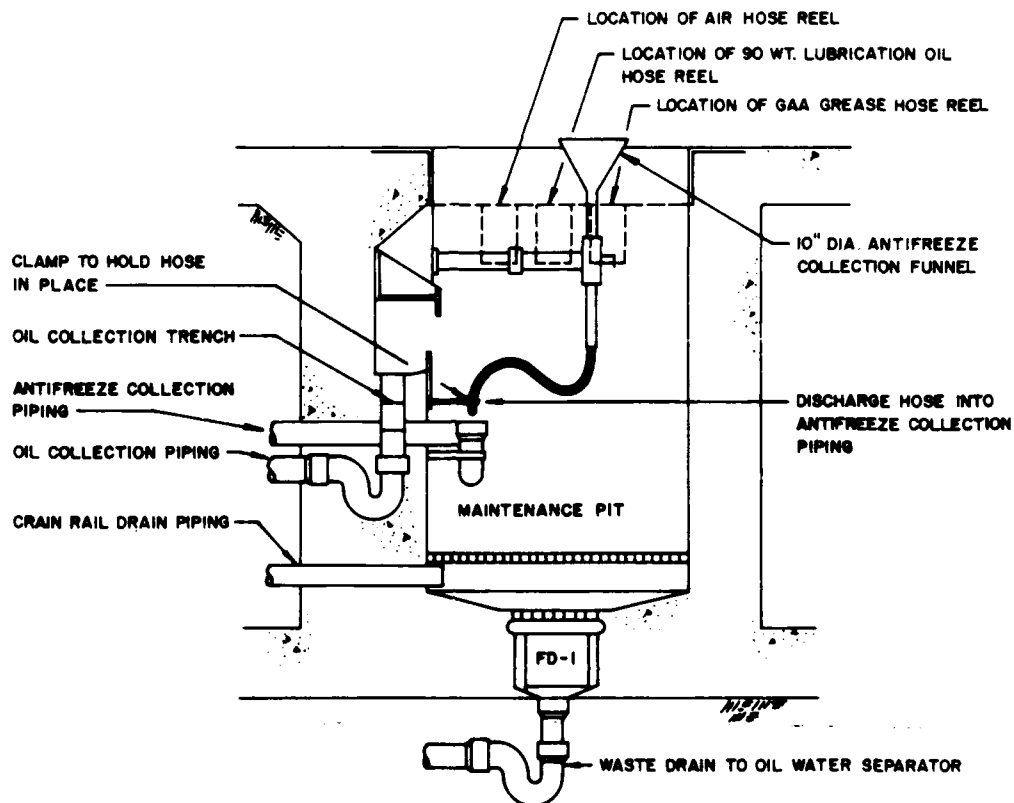 LOCATION OF AIR HOSE REEL
LOCATION OF 90 WT. LUBRICATION OIL
HOSE REEL
LOCATION OF GAA GREASE HOSE REEL
10" DIA. ANTIFREEZE
COLLECTION FUNNEL
CLAMP TO HOLD HOSE
IN PLACE
OIL COLLECTION TRENCH
ANTIFREEZE COLLECTION
PIPING
OIL COLLECTION PIPING
CRAIN RAIL DRAIN PIPING
DISCHARGE HOSE INTO
ANTIFREEZE COLLECTION
PIPING
MAINTENANCE PIT
FD-1
WASTE DRAIN TO OIL WATER SEPARATOR